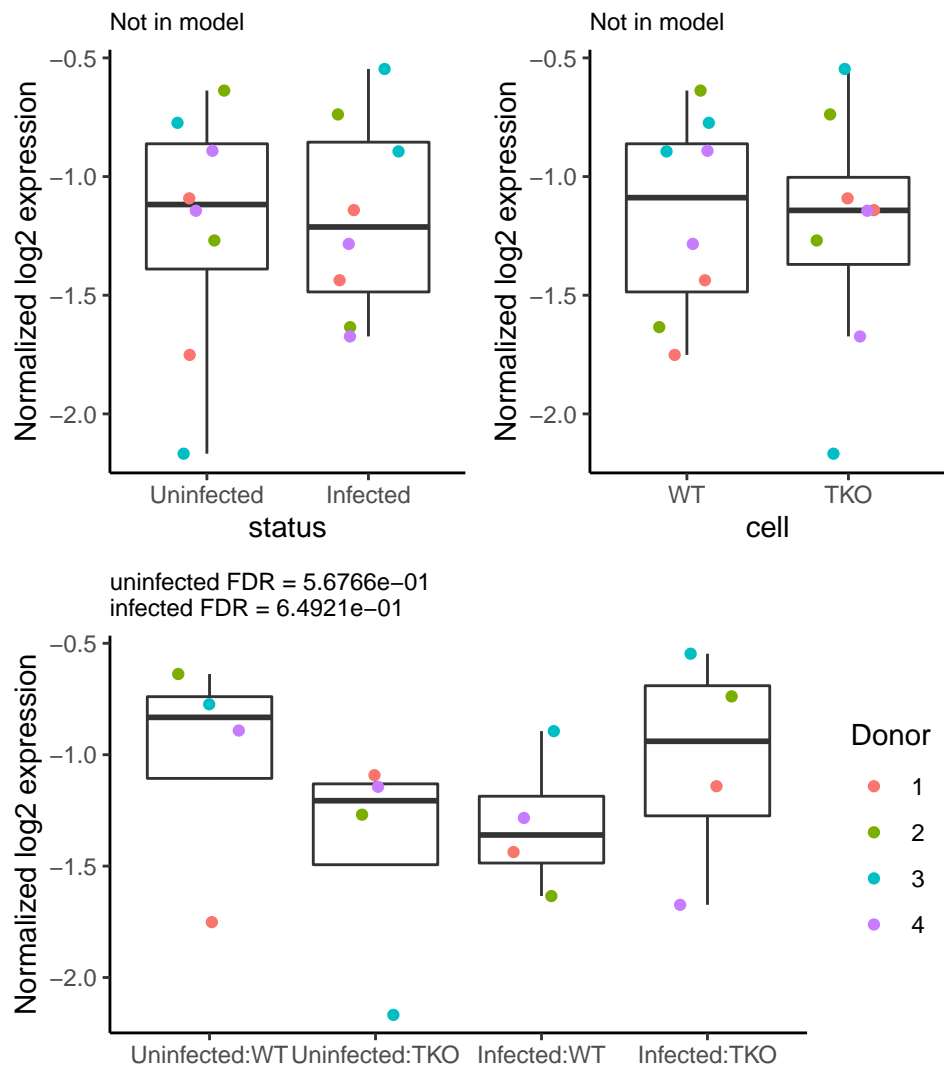 Not in model
Normalized log2 expression
−0.5
−1.0
−1.5
−2.0
Uninfected
Infected
status
Not in model
Normalized log2 expression
−0.5
−1.0
−1.5
−2.0
WT
TKO
cell
uninfected FDR = 5.6766e−01
infected FDR = 6.4921e−01
Normalized log2 expression
−0.5
−1.0
−1.5
−2.0
Uninfected:WT
Uninfected:TKO
Infected:WT
Infected:TKO
Donor
1
2
3
4